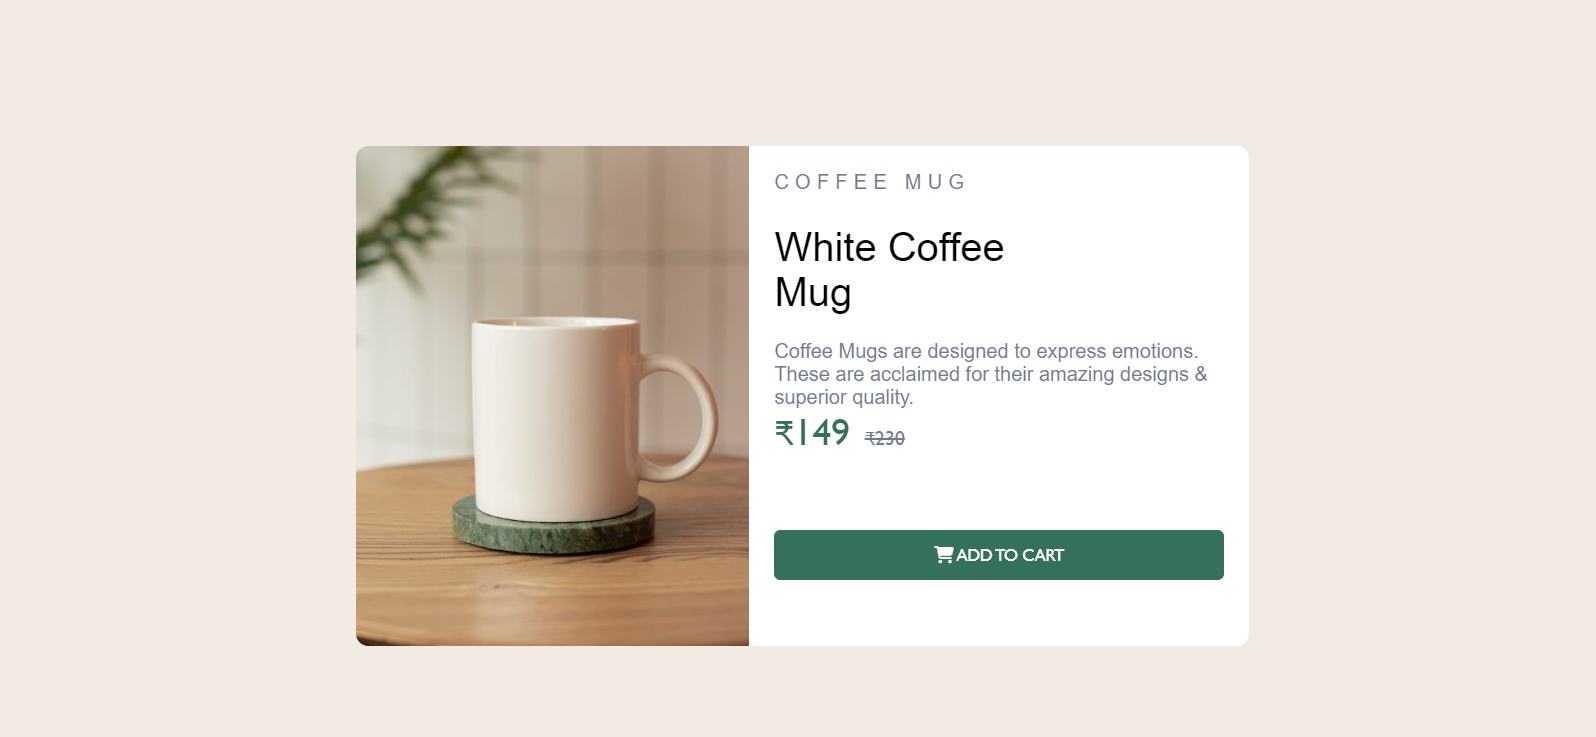 COFFEE MUG
White Coffee
Mug
Coffee Mugs are designed to express emotions.
These are acclaimed for their amazing designs &
superior quality.
₹149 ₹230
ADD TO CART